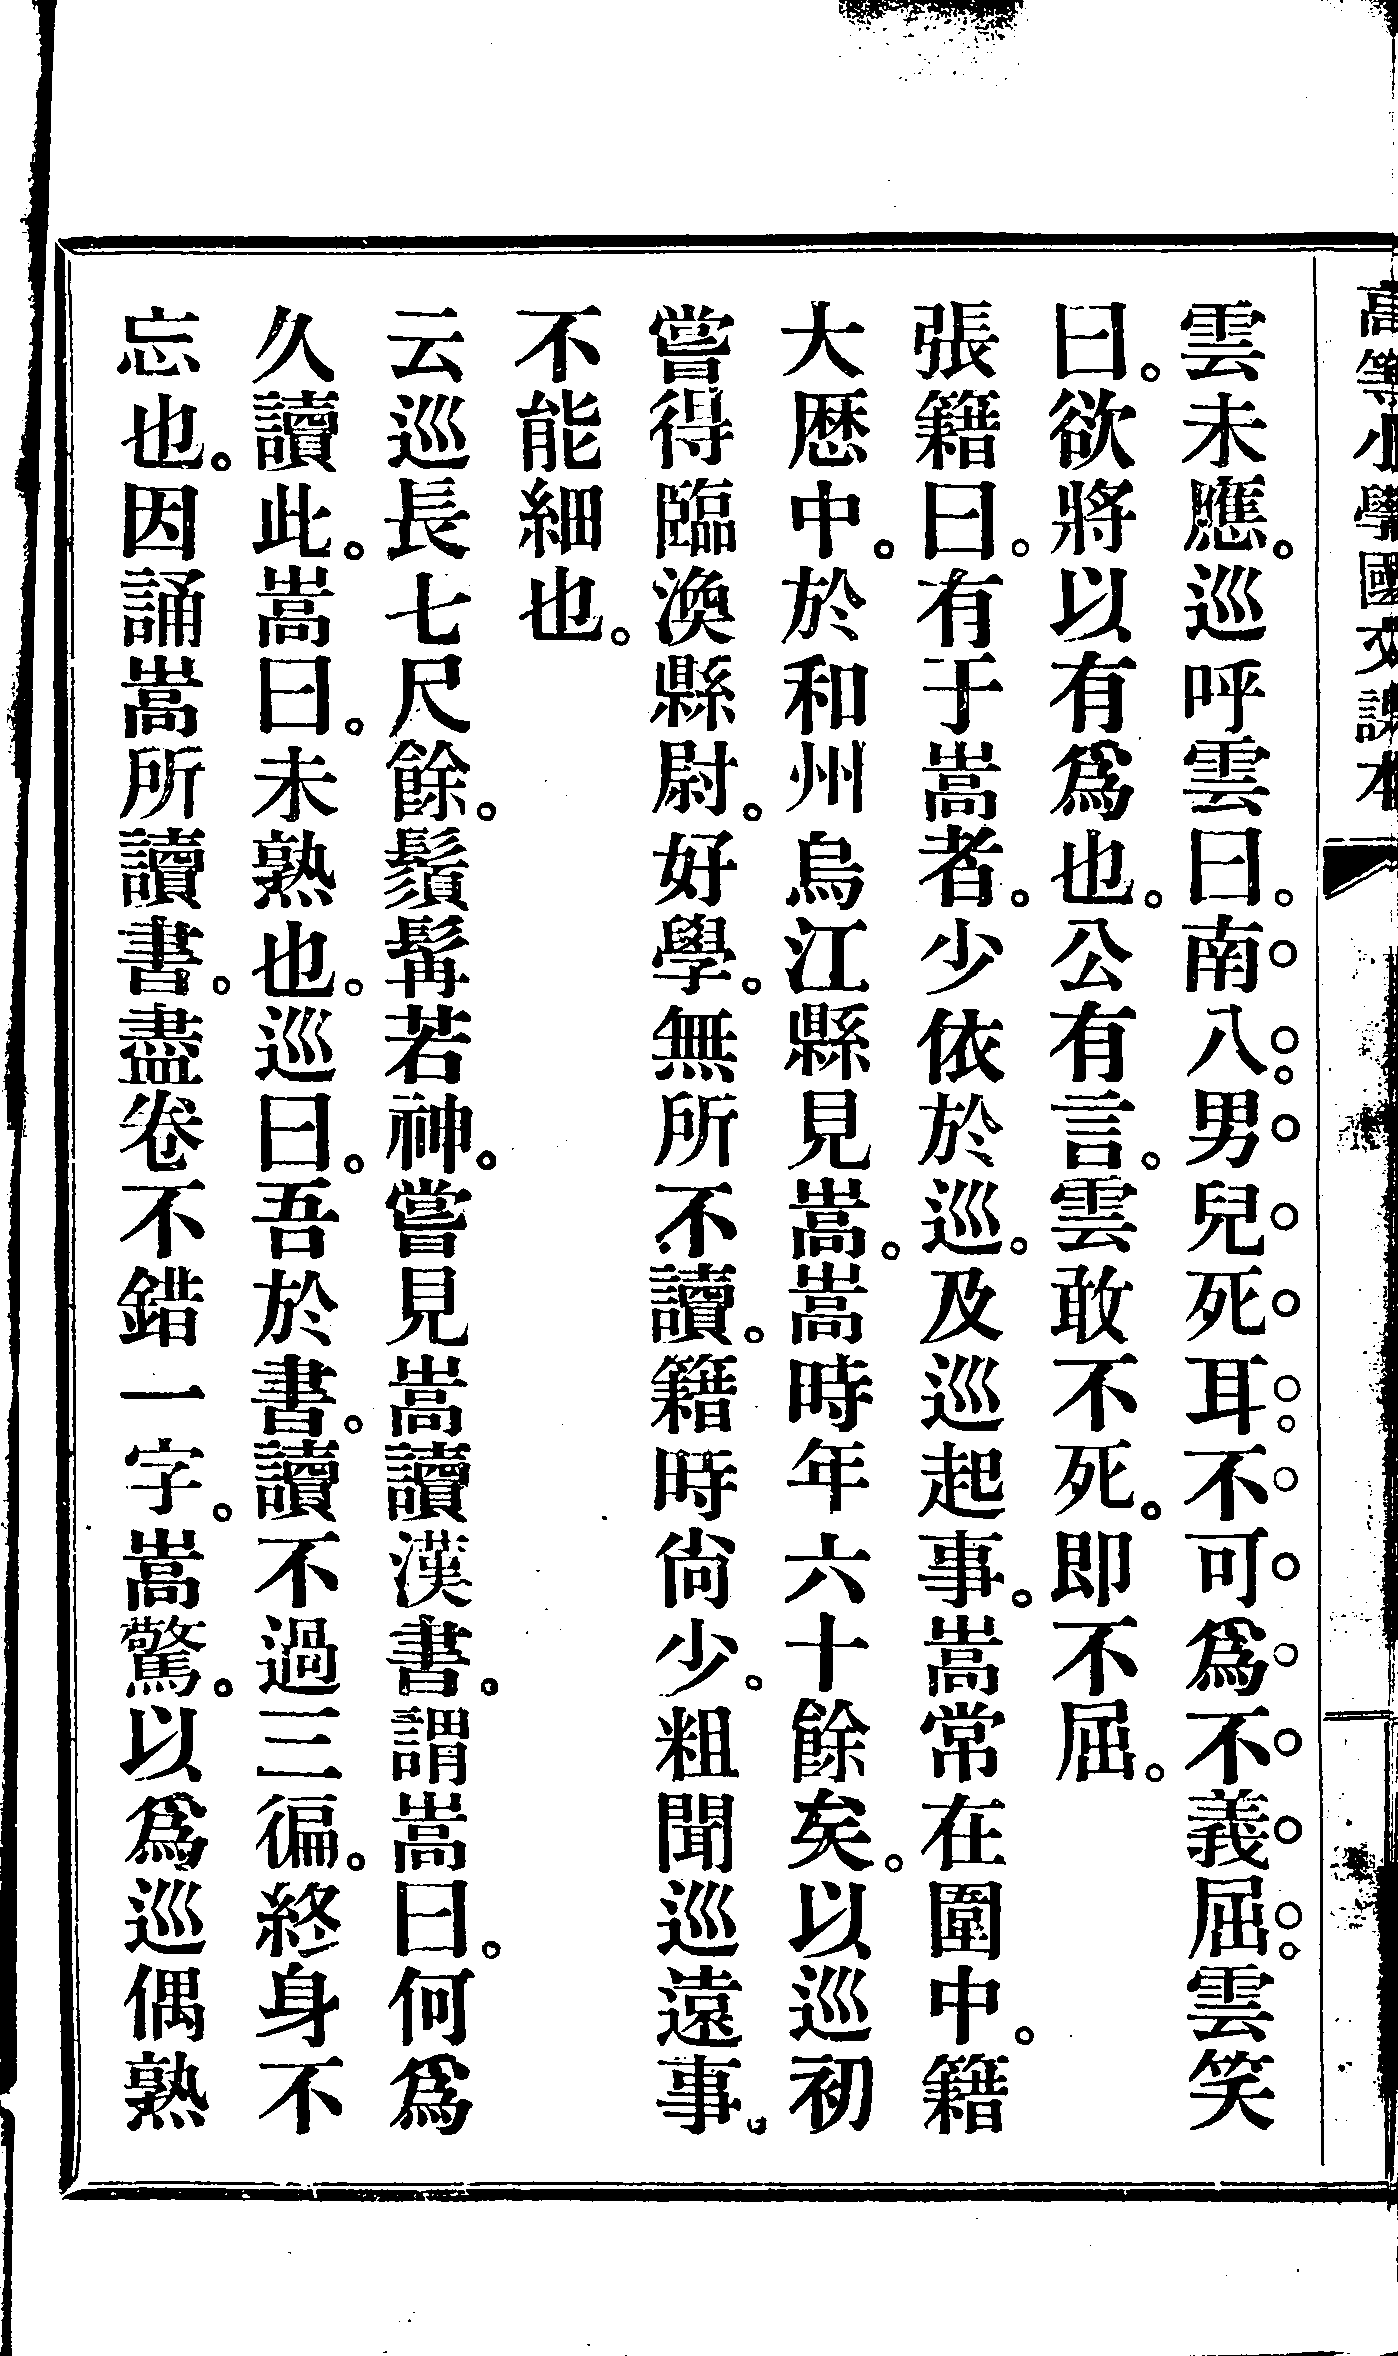 高等小學國文課本
雲未應。巡呼雲曰。南八。男兒死耳。不可爲不義屈。雲笑
曰。欲將以有爲也。公有言。雲敢不死。即不屈。
張籍曰。有于嵩者。少依於巡。及巡起事。嵩常在圍中。籍
大厯中。於和州烏江縣見嵩。嵩時年六十餘矣。以巡初
嘗得臨渙縣尉。好學。無所不讀。籍時尙少。粗聞巡遠事。
不能細也。
云巡長七尺餘。鬚髯若神。嘗見嵩讀漢書。謂嵩曰。何爲
久讀此。嵩曰。未熟也。巡曰。吾於書。讀不過三徧。終身不
忘也。因誦嵩所讀書。盡卷不錯一字。嵩驚。以爲巡偶熟